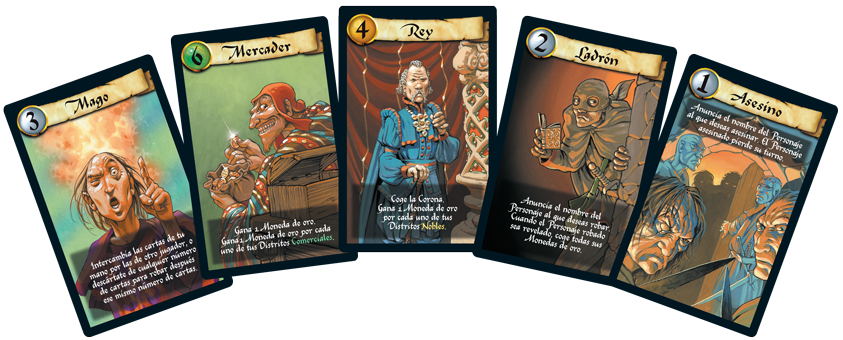 3
Mago
Intercambia las cartas de tu
mano por las de otro jugador, o
descártate de cualquier número
de cartas para robar después
ese mismo número de cartas.
6
Mercader
Gana 1 Moneda de oro.
Gana 1 Moneda de oro por cada
uno de tus Distritos Comerciales.
4
Rey
Coge la Corona.
Gana 1 Moneda de oro
por cada uno de tus
Distritos Nobles.
2
Ladrón
Anuncia el nombre del
Personaje al que deseas robar.
Cuando el Personaje robado
sea revelado, coge todas sus
Monedas de oro.
1
Asesino
Anuncia el nombre del Personaje
al que deseas asesinar. El Personaje
asesinado pierde su turno.